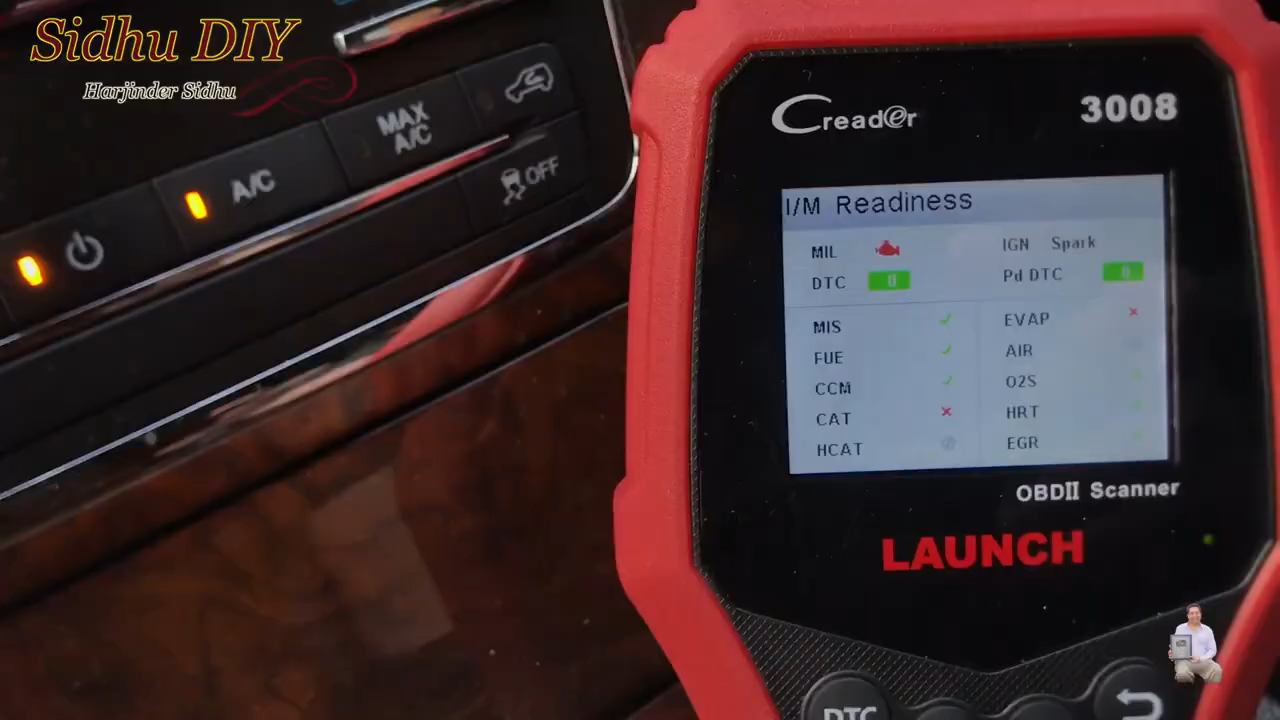 Sidhu DIY
Harjinder Sidhu
MAX
A/C
A/C
OFF
Creader 3008
I/M Readiness
MIL IGN Spark
DTC 0 Pd DTC 0
MIS EVAP
FUE AIR
CCM O2S
CAT HRT
HCAT EGR
OBDII Scanner
LAUNCH
DTC